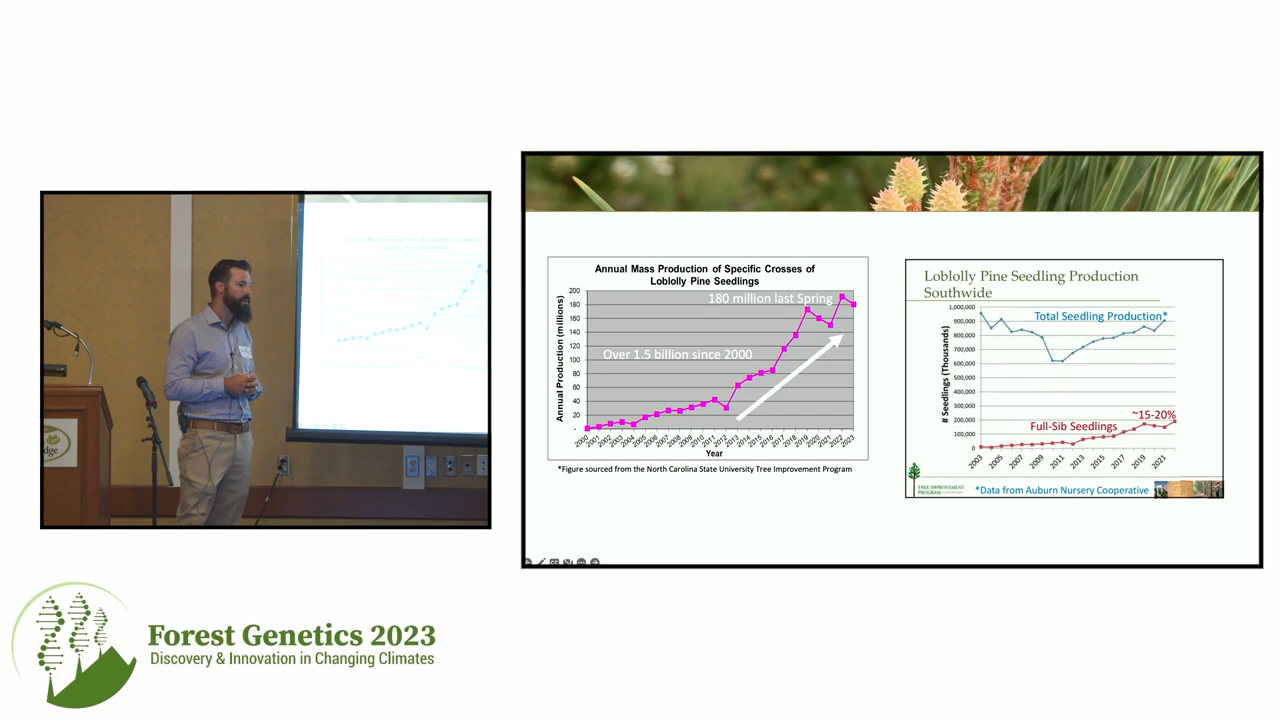 Annual Mass Production of Specific Crosses of
Loblolly Pine Seedlings
Annual Production (millions)
200
180
160
140
120
100
80
60
40
20
-
180 million last Spring
Over 1.5 billion since 2000
2000 2001 2002 2003 2004 2005 2006 2007 2008 2009 2010 2011 2012 2013 2014 2015 2016 2017 2018 2019 2020 2021 2022 2023
Year
*Figure sourced from the North Carolina State University Tree Improvement Program
Loblolly Pine Seedling Production
Southwide
# Seedlings (Thousands)
1,000,000
900,000
800,000
700,000
600,000
500,000
400,000
300,000
200,000
100,000
0
Total Seedling Production*
~15-20%
Full-Sib Seedlings
2003 2005 2007 2009 2011 2013 2015 2017 2019 2021
TREE IMPROVEMENT
PROGRAM
*Data from Auburn Nursery Cooperative
Forest Genetics 2023
Discovery & Innovation in Changing Climates